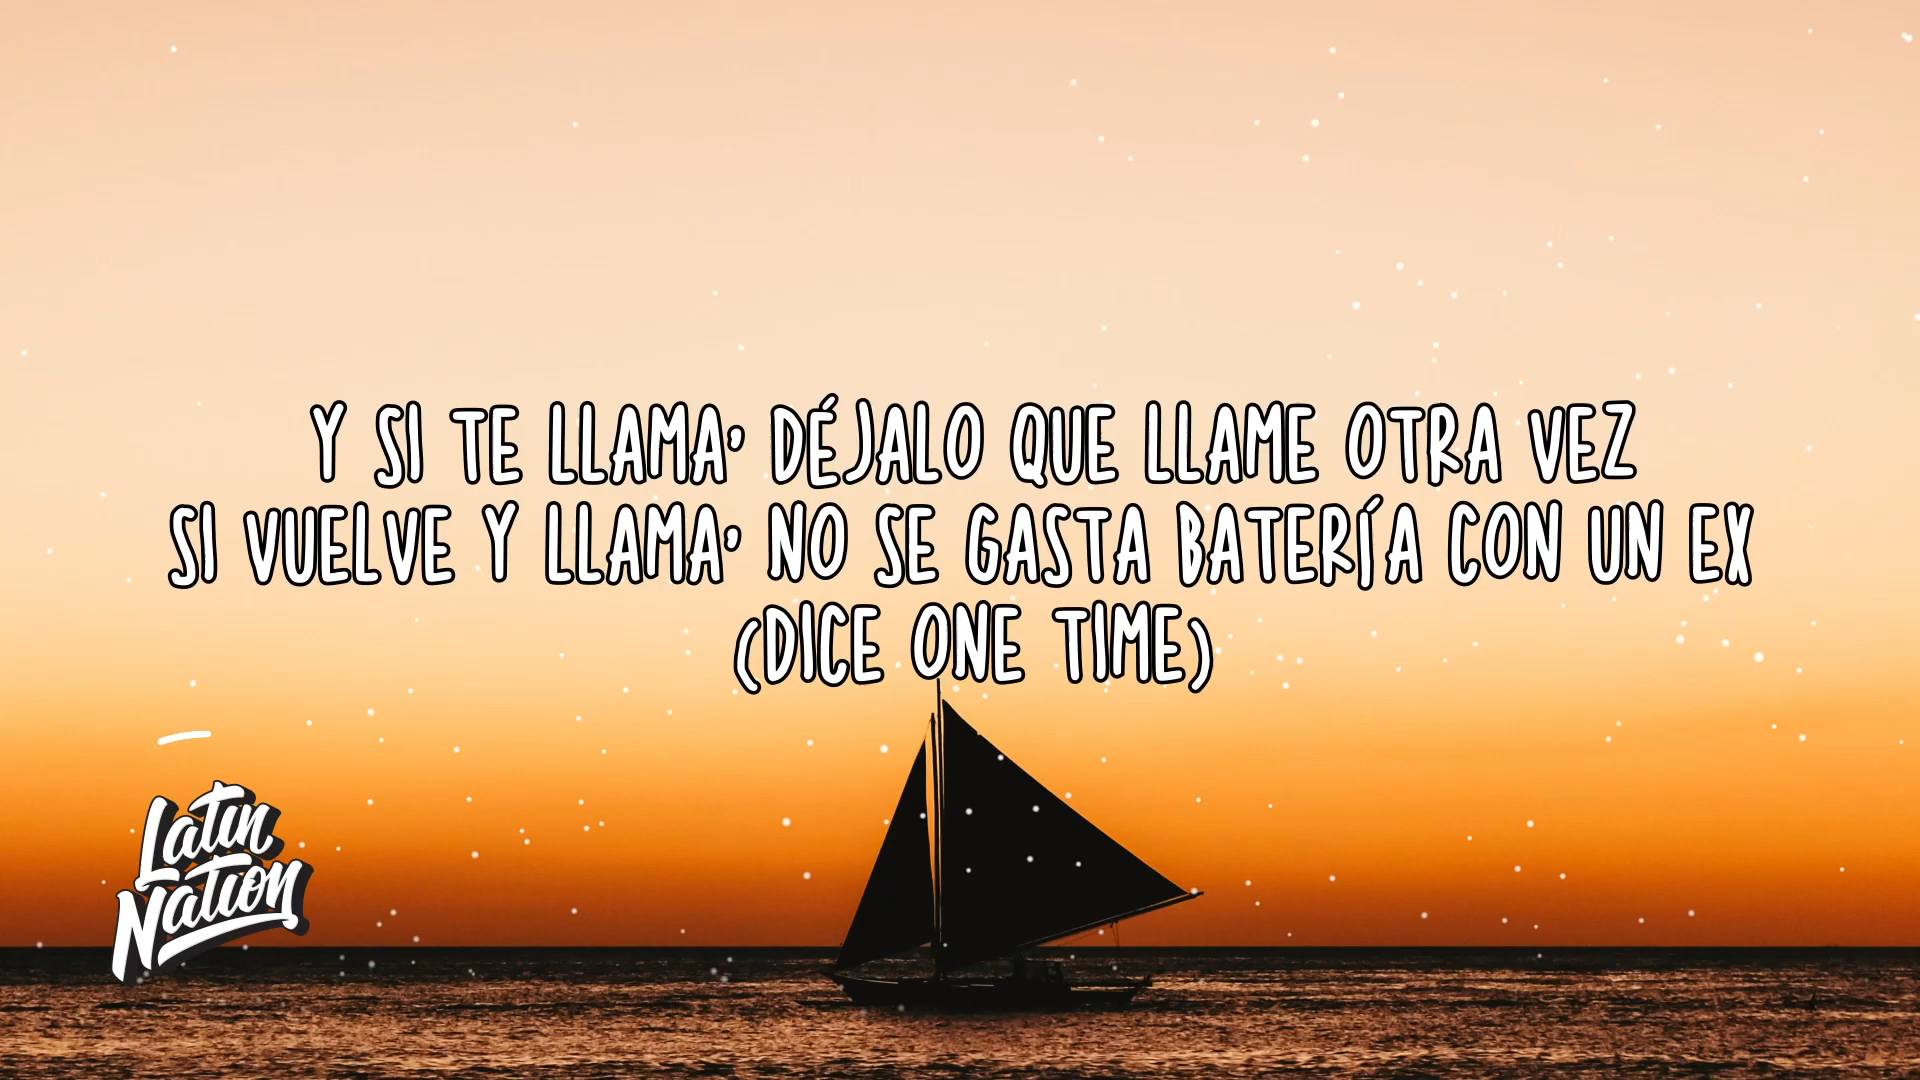 Y SI TE LLAMA' DÉJALO QUE LLAME OTRA VEZ
SI VUELVE Y LLAMA' NO SE GASTA BATERÍA CON UN EX
(DICE ONE TIME)
Latin
Nation